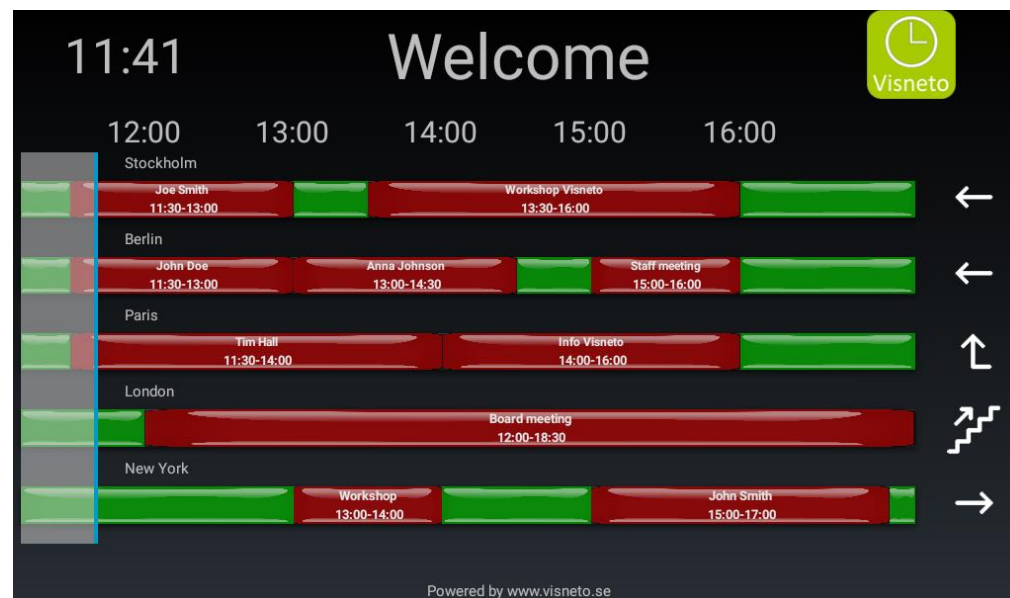 11:41
Welcome
Visneto
12:00 13:00 14:00 15:00 16:00
Stockholm
Joe Smith
11:30-13:00
Workshop Visneto
13:30-16:00
Berlin
John Doe
11:30-13:00
Anna Johnson
13:00-14:30
Staff meeting
15:00-16:00
Paris
Tim Hall
11:30-14:00
Info Visneto
14:00-16:00
London
Board meeting
12:00-18:30
New York
Workshop
13:00-14:00
John Smith
15:00-17:00
Powered by www.visneto.se